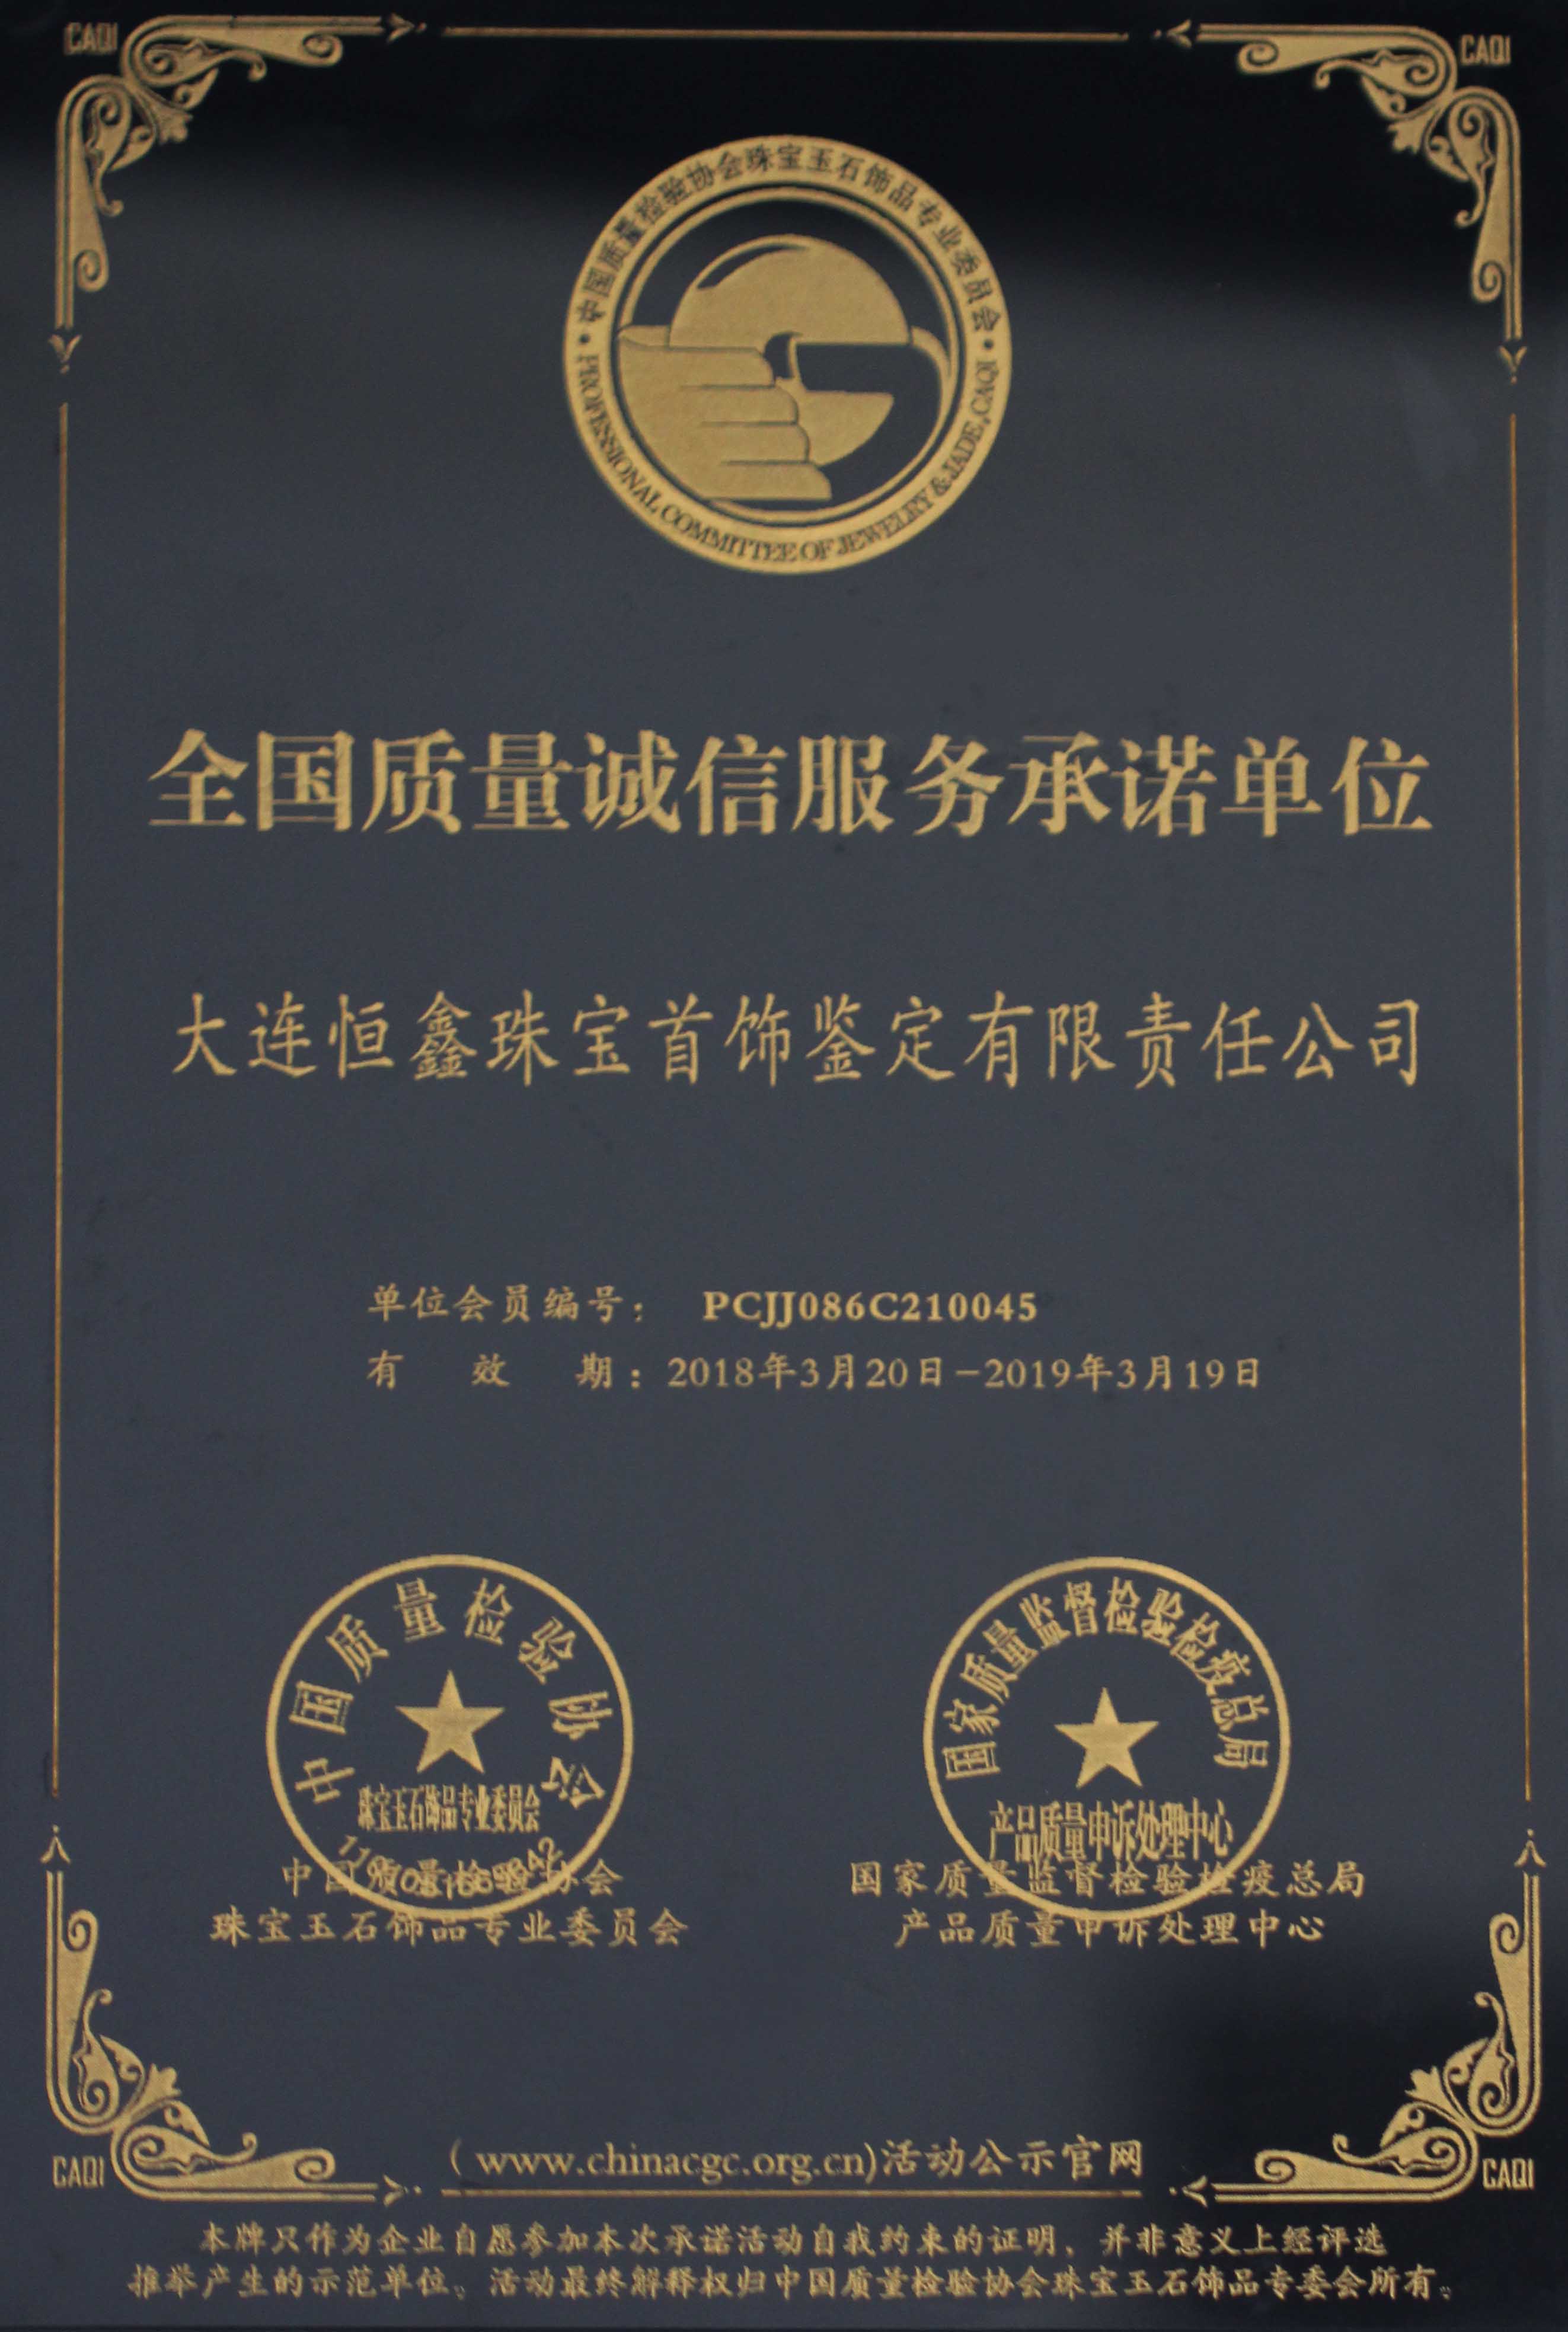 CAQI CAQI
中国质量检验协会珠宝玉石饰品专业委员会
PROFESSIONAL COMMITTEE OF JEWELRY & JADE, CAQI
全国质量诚信服务承诺单位
大连恒鑫珠宝首饰鉴定有限责任公司
单位会员编号： PCJJ086C210045
有效期：2018年3月20日-2019年3月19日
中国质量检验协会
珠宝玉石饰品专业委员会
国家质量监督检验检疫总局
产品质量申诉处理中心
中国质量检验协会
珠宝玉石饰品专业委员会
国家质量监督检验检疫总局
产品质量申诉处理中心
(www.chinacgc.org.cn)活动公示官网
CAQI CAQI
本牌只作为企业自愿参加本次承诺活动自我约束的证明，并非意义上经评选
推举产生的示范单位。活动最终解释权归中国质量检验协会珠宝玉石饰品专委会所有。